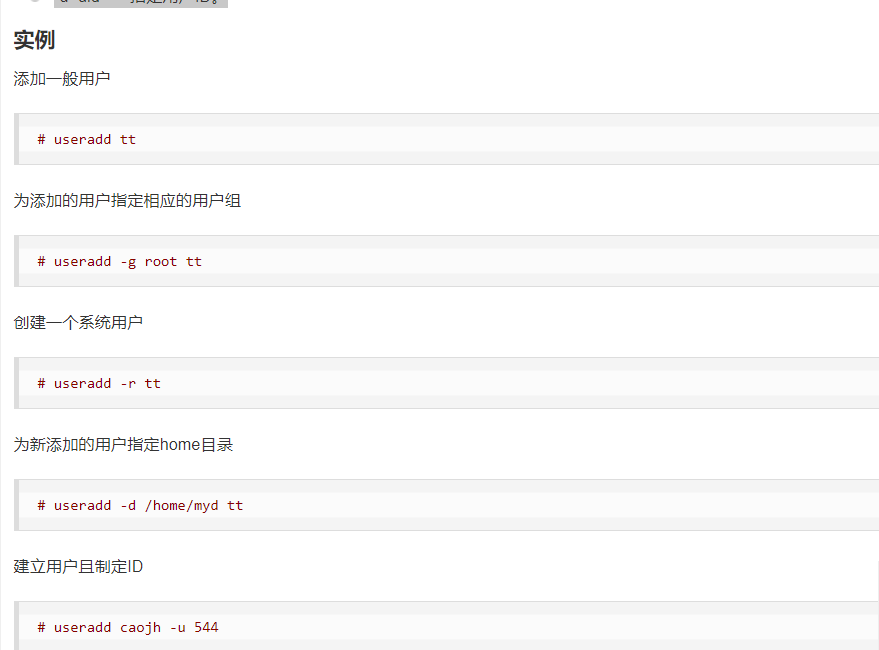 实例
添加一般用户
# useradd tt
为添加的用户指定相应的用户组
# useradd -g root tt
创建一个系统用户
# useradd -r tt
为新添加的用户指定home目录
# useradd -d /home/myd tt
建立用户且制定ID
# useradd caojh -u 544